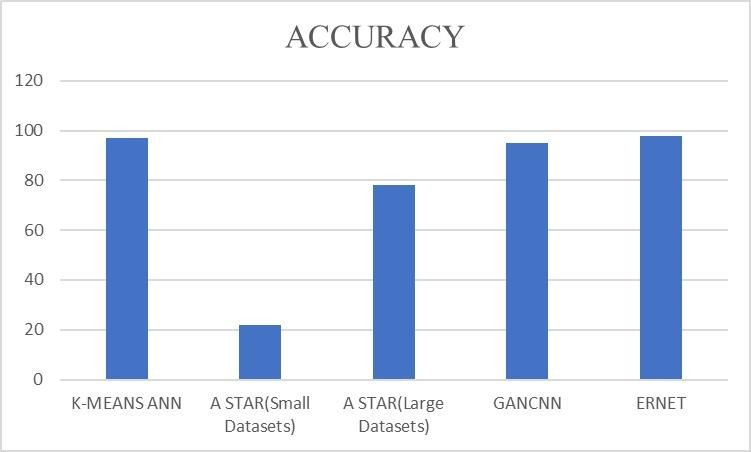 ACCURACY
120
100
80
60
40
20
0
K-MEANS ANN
A STAR(Small
Datasets)
A STAR(Large
Datasets)
GANCNN
ERNET